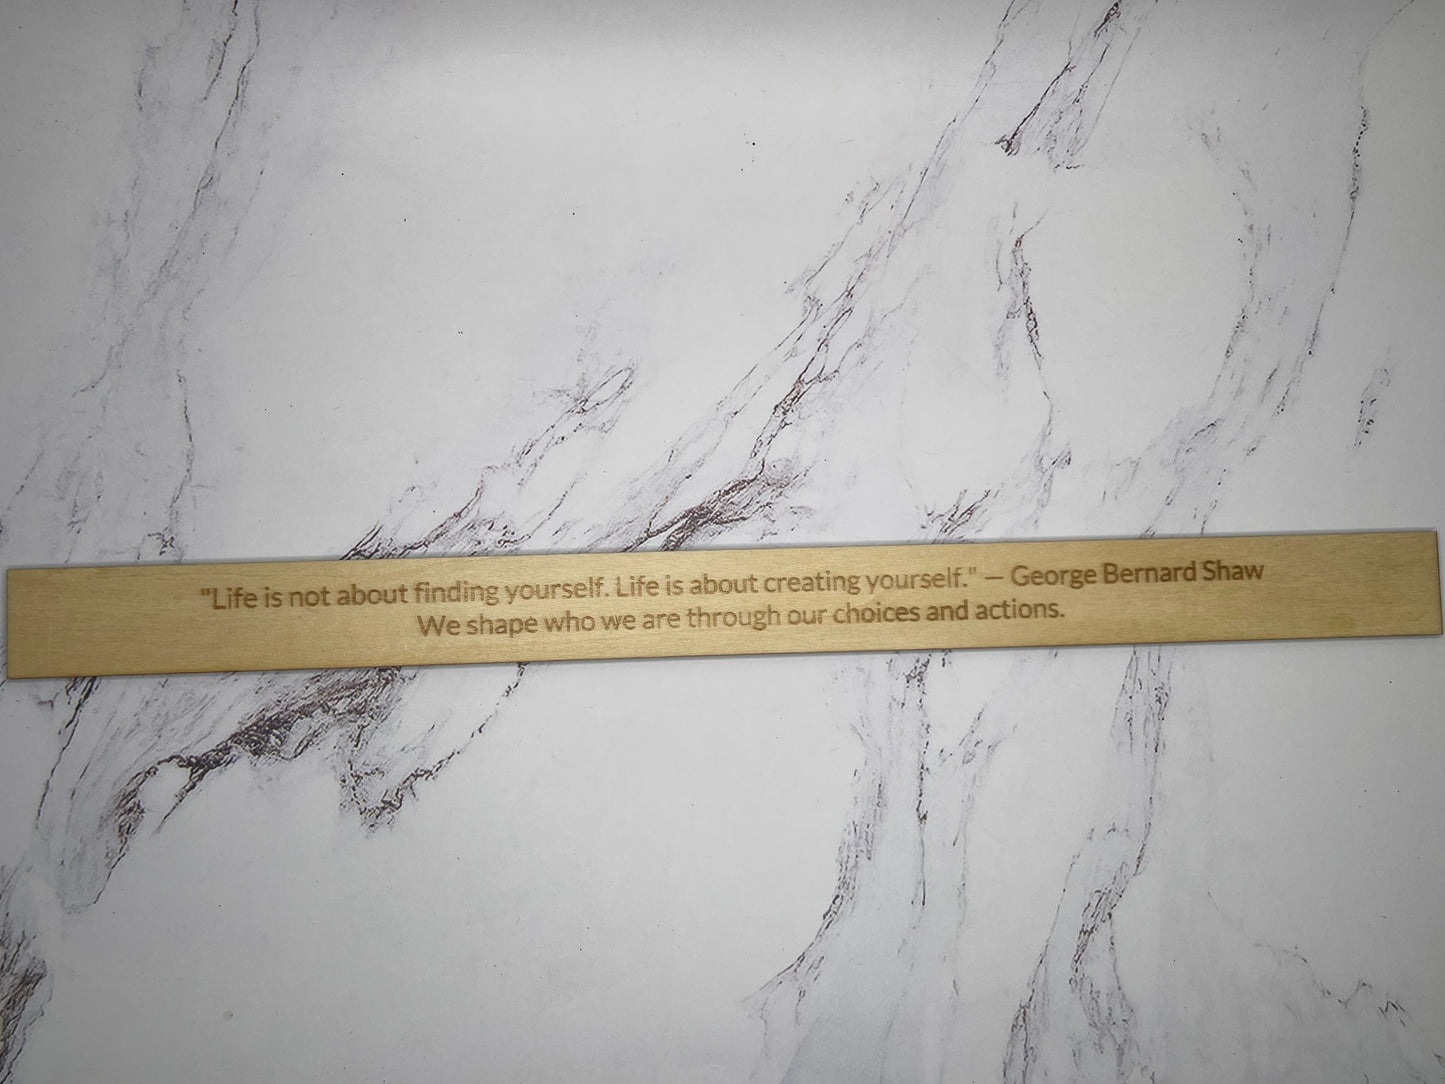 "Life is not about finding yourself. Life is about creating yourself." — George Bernard Shaw
We shape who we are through our choices and actions.